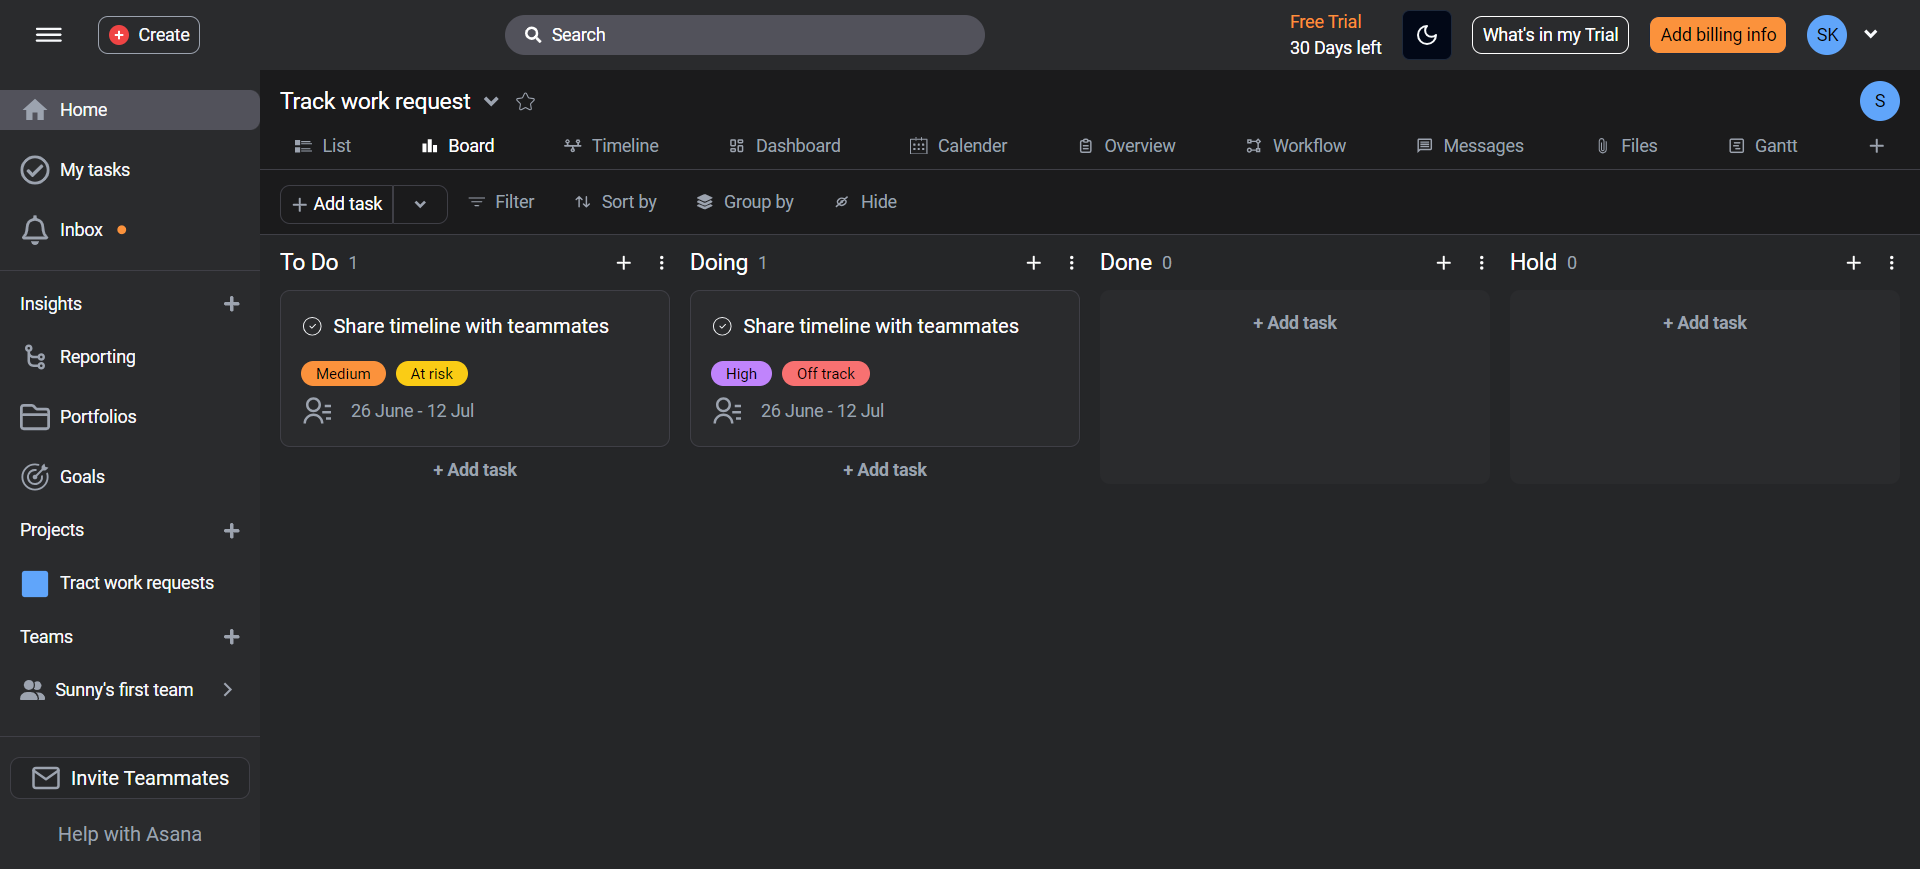 Create
Search
Free Trial
30 Days left
What's in my Trial
Add billing info
SK
Home
My tasks
Inbox
Insights
Reporting
Portfolios
Goals
Projects
Tract work requests
Teams
Sunny's first team
Invite Teammates
Help with Asana
Track work request
S
List
Board
Timeline
Dashboard
Calender
Overview
Workflow
Messages
Files
Gantt
+
+ Add task
Filter
Sort by
Group by
Hide
To Do 1
Share timeline with teammates
Medium
At risk
26 June - 12 Jul
+ Add task
Doing 1
Share timeline with teammates
High
Off track
26 June - 12 Jul
+ Add task
Done 0
+ Add task
Hold 0
+ Add task